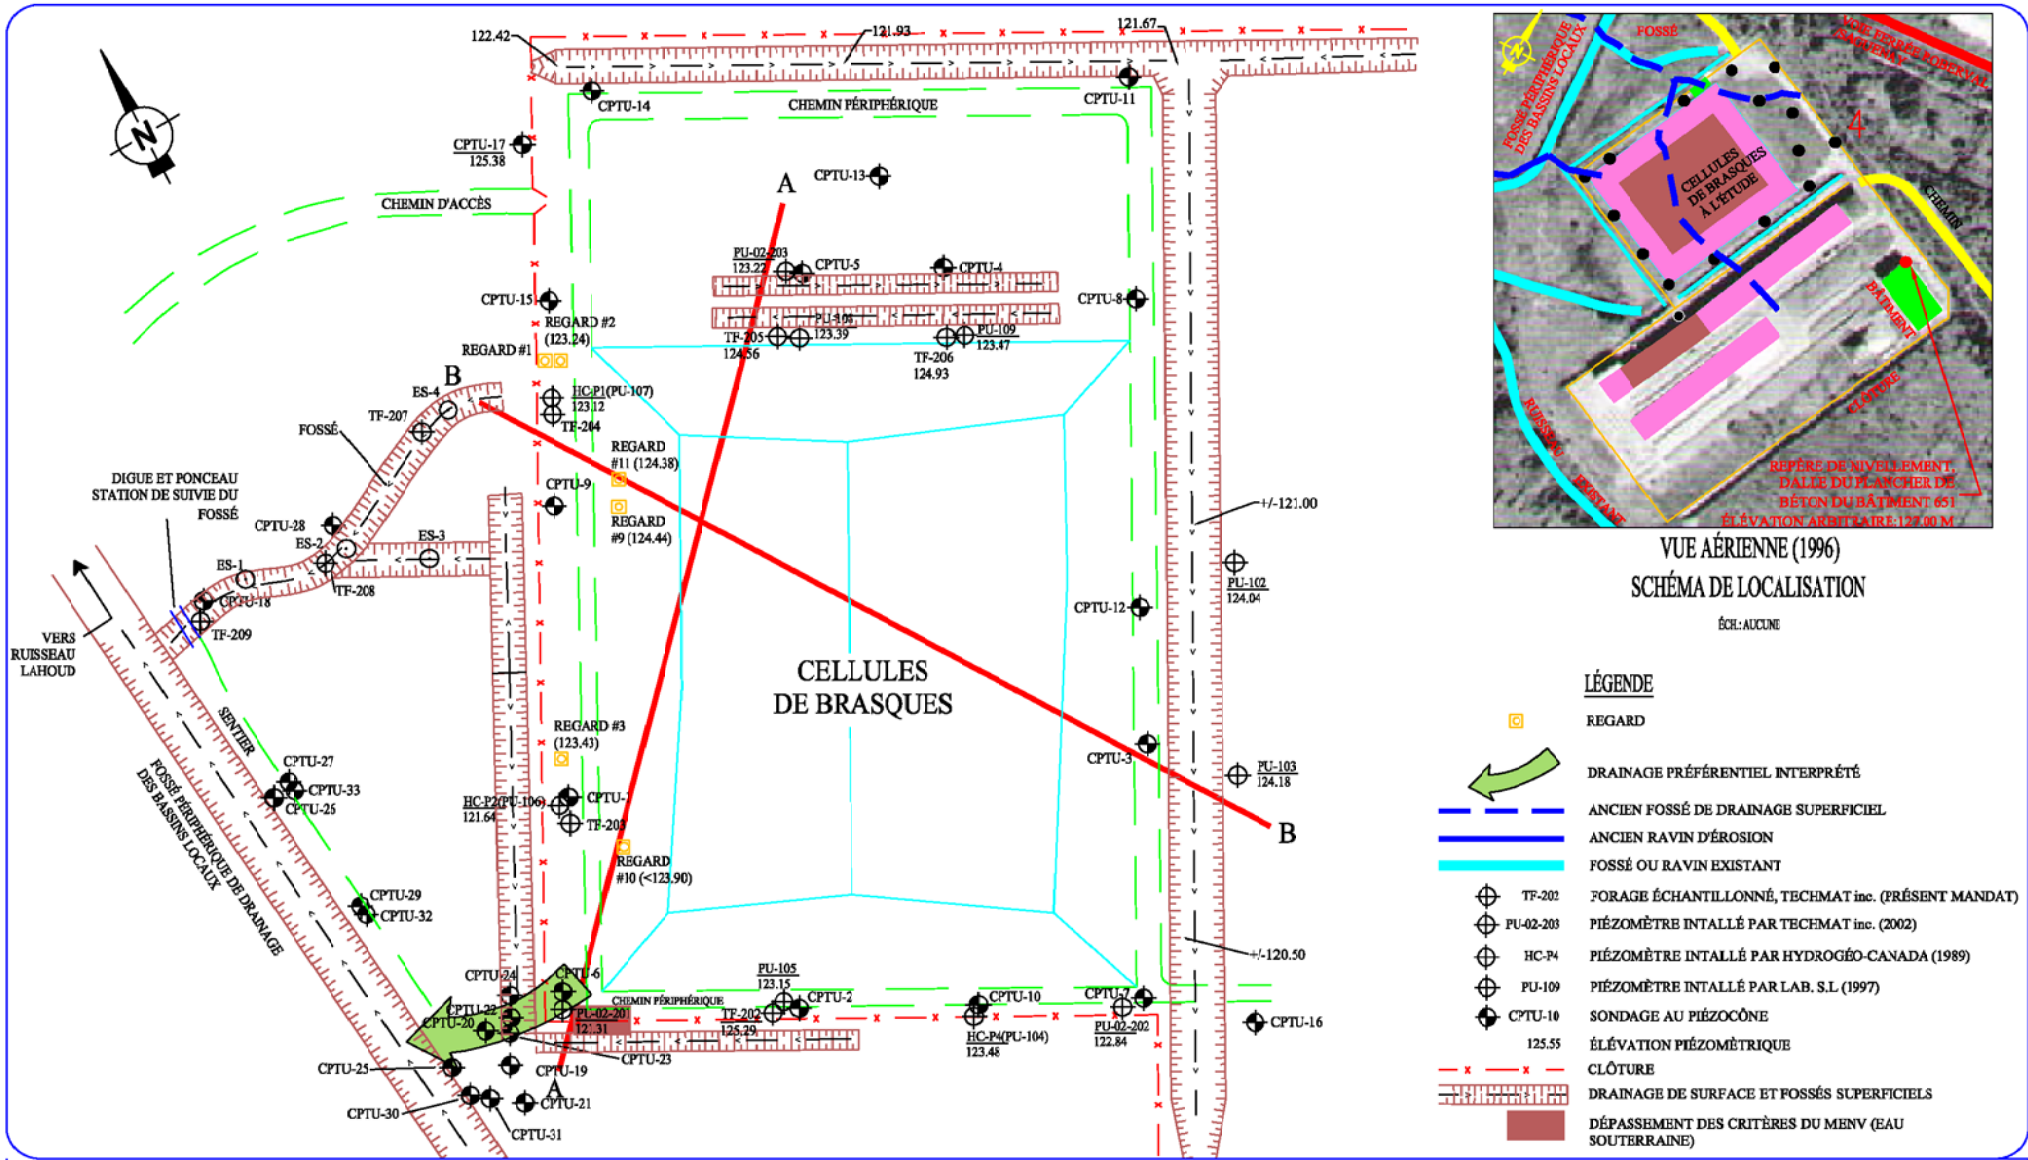 122.42
121.93
121.67
N
CPTU-14
CHEMIN PÉRIPHÉRIQUE
CPTU-11
CPTU-17
125.38
CPTU-13
A
CHEMIN D'ACCÈS
PU-02-203
123.22
CPTU-5
CPTU-4
CPTU-15
CPTU-8
REGARD #2
(123.24)
REGARD #1
TF-205
124.56
123.39
TF-206
124.93
PU-109
123.47
B
ES-4
TF-207
HC-P1(PU-107)
123.12
TF-204
FOSSÉ
REGARD
#11 (124.38)
DIGUE ET PONCEAU
STATION DE SUIVIE DU
FOSSÉ
CPTU-9
REGARD
#9 (124.44)
+/-121.00
CPTU-28
ES-2
ES-3
ES-1
TF-208
CPTU-18
TF-209
PU-102
124.04
CPTU-12
VERS
RUISSEAU
LAHOUD
CELLULES
DE BRASQUES
SENTIER
REGARD #3
(123.43)
CPTU-27
CPTU-33
CPTU-25
FOSSÉ PÉRIPHÉRIQUE DE DRAINAGE
DES BASSINS LOCAUX
CPTU-3
PU-103
124.18
HC-P2(PU-106)
121.64
TF-203
B
REGARD
#10 (<123.90)
CPTU-29
CPTU-32
+/-120.50
CPTU-24
CPTU-6
PU-105
123.15
CPTU-2
CPTU-10
CPTU-7
CHEMIN PÉRIPHÉRIQUE
CPTU-22
CPTU-20
PU-02-201
121.31
TF-202
125.29
HC-P4(PU-104)
123.48
PU-02-202
122.84
CPTU-16
CPTU-23
CPTU-25
CPTU-19
A
CPTU-30
CPTU-21
CPTU-31
N
FOSSÉ
VOIE FERRÉE ROBERVAL
SAGUENAY
FOSSÉ PÉRIPHÉRIQUE
DES BASSINS LOCAUX
4
CELLULES
DE BRASQUES
À L'ÉTUDE
CHEMIN
BÂTIMENT
CLÔTURE
RUISSEAU
EXISTANT
REPÈRE DE NIVELLEMENT,
DALLE DU PLANCHER DE
BÉTON DU BÂTIMENT 651
ÉLÉVATION ARBITRAIRE: 127.00 M
VUE AÉRIENNE (1996)
SCHÉMA DE LOCALISATION
ÉCH.: AUCUNE
LÉGENDE
REGARD
DRAINAGE PRÉFÉRENTIEL INTERPRÉTÉ
ANCIEN FOSSÉ DE DRAINAGE SUPERFICIEL
ANCIEN RAVIN D'ÉROSION
FOSSÉ OU RAVIN EXISTANT
TF-202 FORAGE ÉCHANTILLONNÉ, TECHMAT inc. (PRÉSENT MANDAT)
PU-02-203 PIÉZOMÈTRE INTALLÉ PAR TECHMAT inc. (2002)
HC-P4 PIÉZOMÈTRE INTALLÉ PAR HYDROGÉO-CANADA (1989)
PU-109 PIÉZOMÈTRE INTALLÉ PAR LAB. S.L (1997)
CPTU-10 SONDAGE AU PIÉZOCÔNE
125.55 ÉLÉVATION PIÉZOMÈTRIQUE
CLÔTURE
DRAINAGE DE SURFACE ET FOSSÉS SUPERFICIELS
DÉPASSEMENT DES CRITÈRES DU MENV (EAU
SOUTERRAINE)